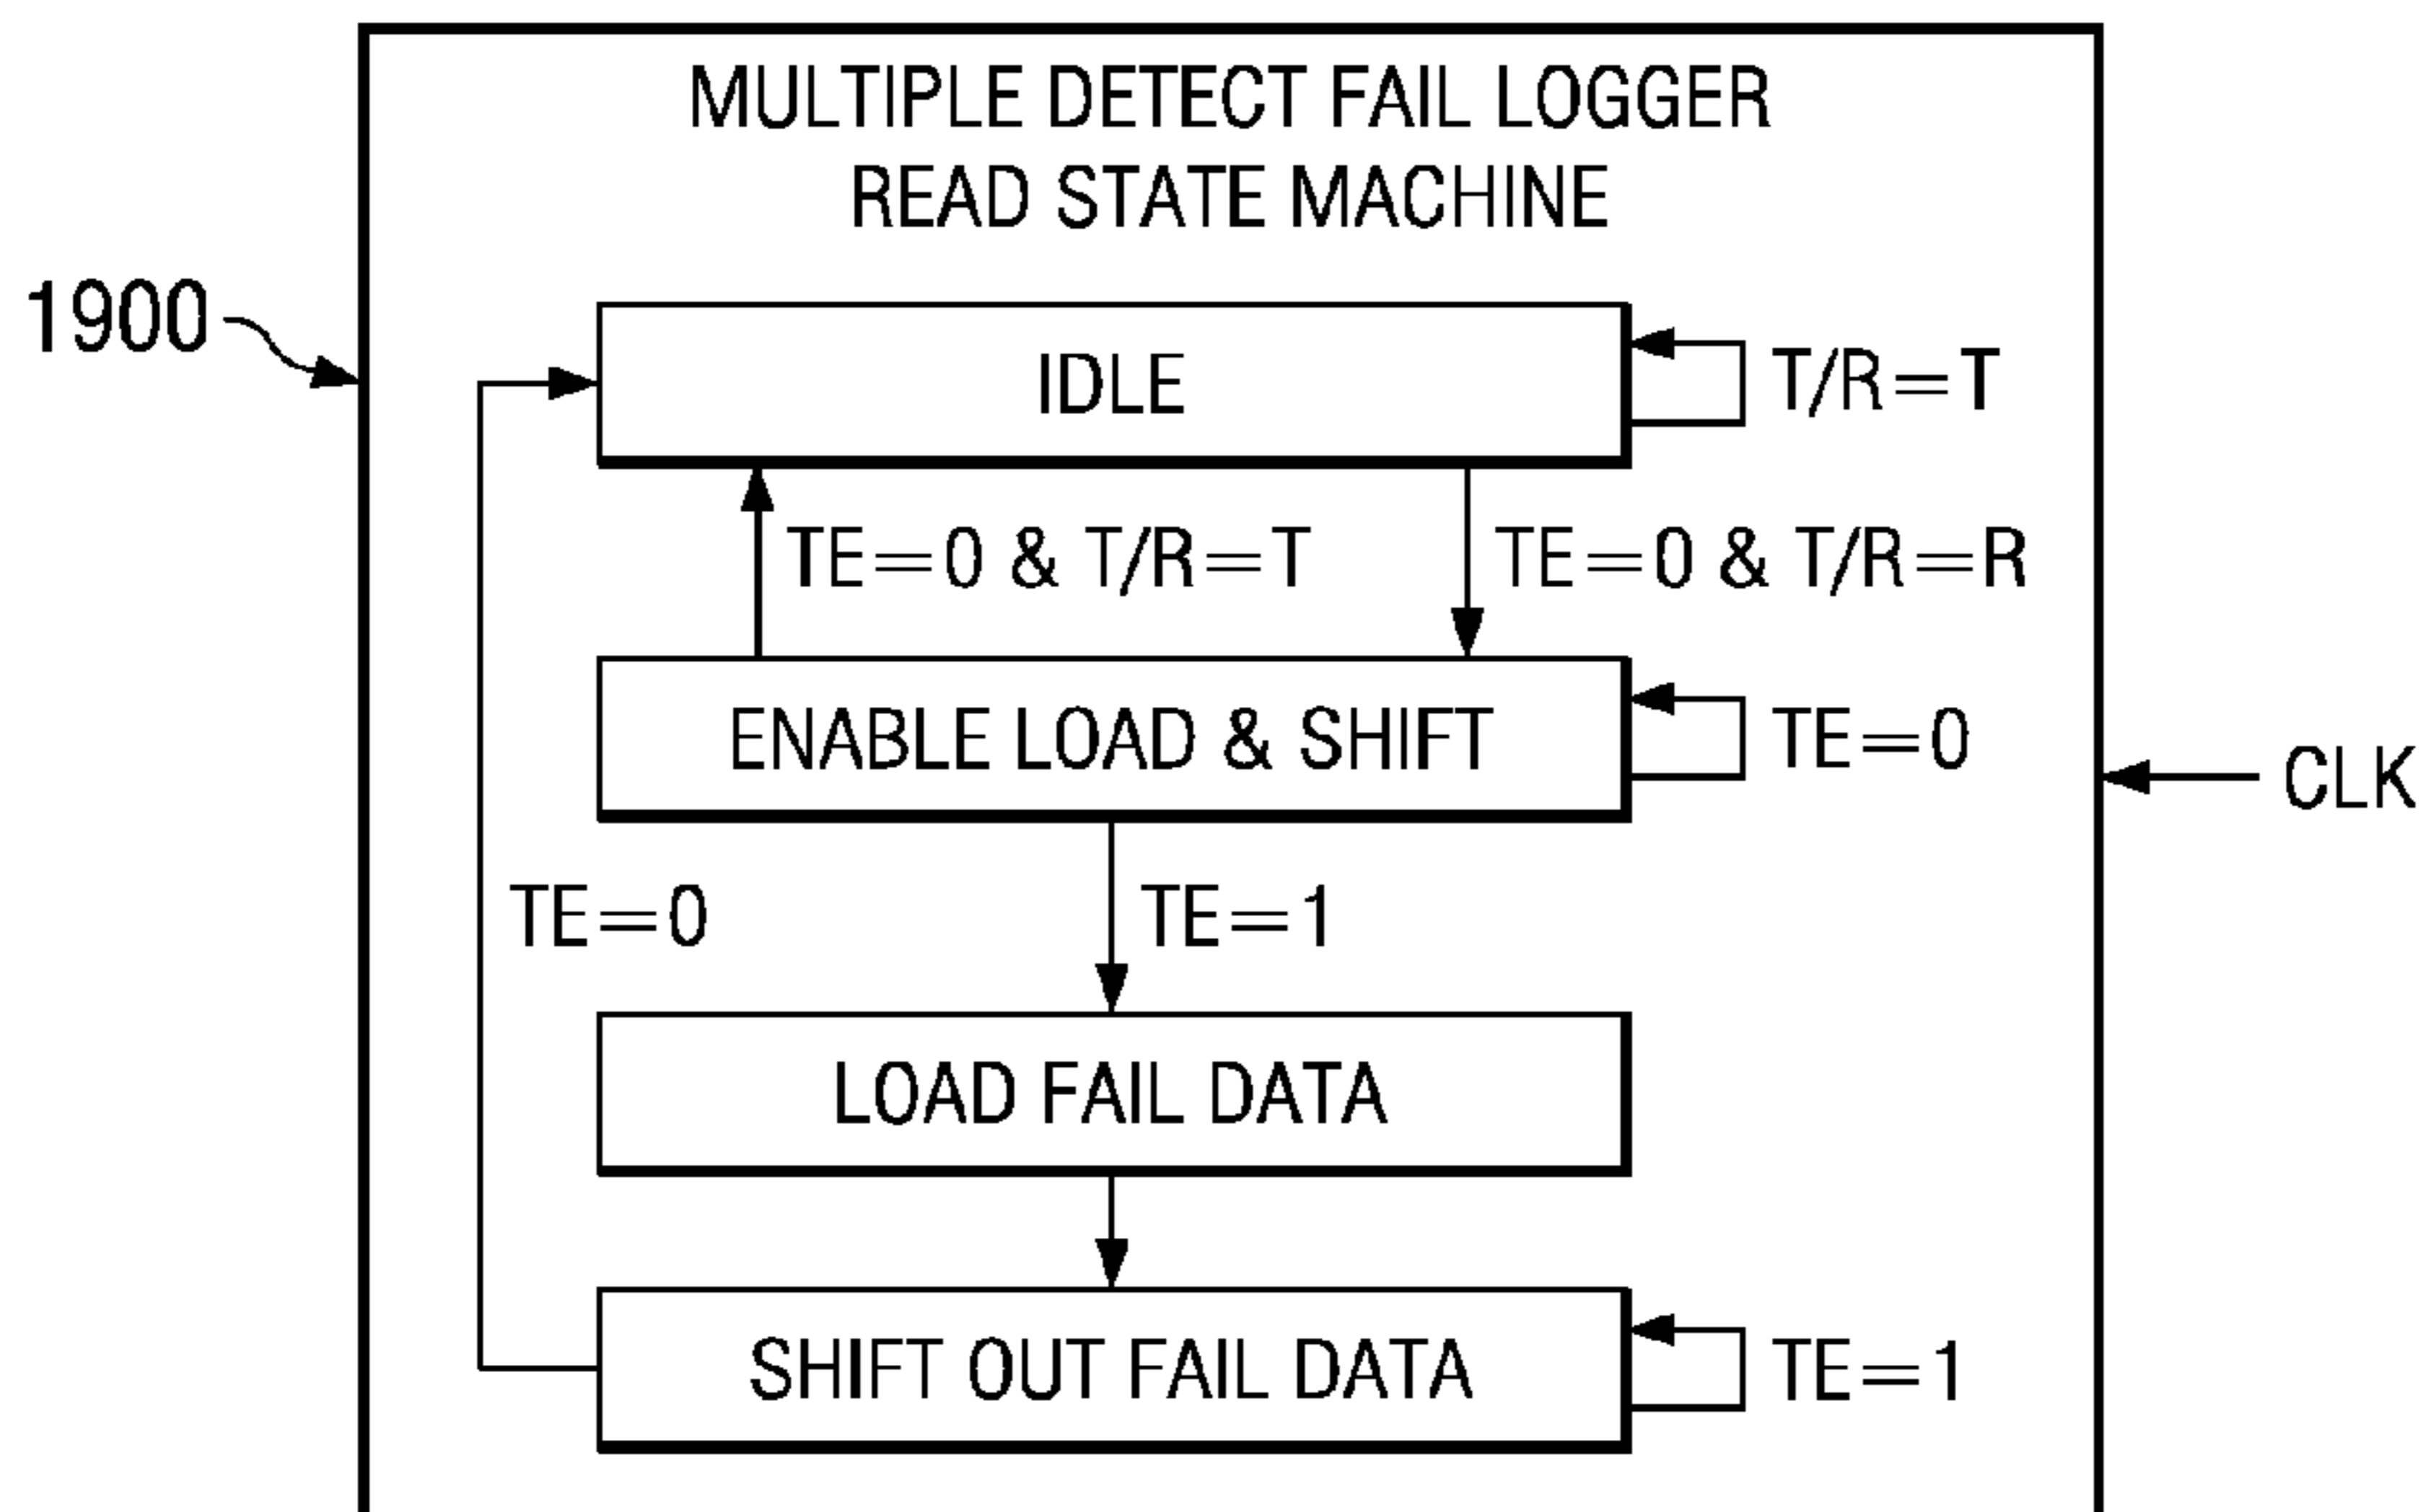 MULTIPLE DETECT FAIL LOGGER
READ STATE MACHINE
1900
IDLE
T/R=T
TE=0 & T/R=T
TE=0 & T/R=R
ENABLE LOAD & SHIFT
TE=0
CLK
TE=0
TE=1
LOAD FAIL DATA
SHIFT OUT FAIL DATA
TE=1